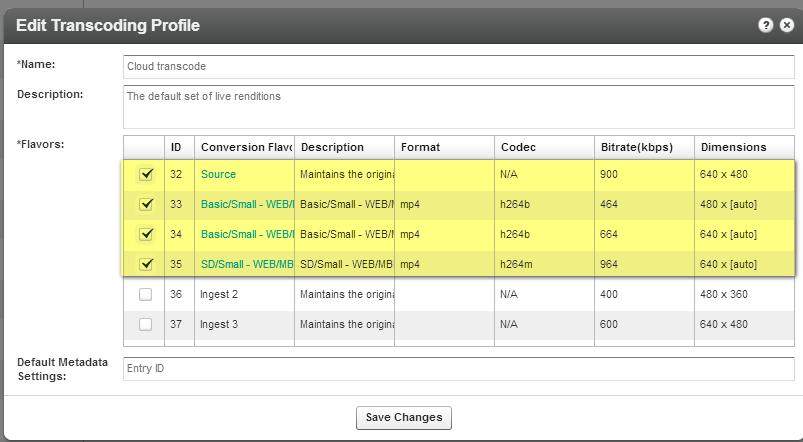 Edit Transcoding Profile ? x
*Name: Cloud transcode
Description: The default set of live renditions
*Flavors: ID Conversion Flavo Description Format Codec Bitrate(kbps) Dimensions
32 Source Maintains the origina N/A 900 640 x 480
33 Basic/Small - WEB/M Basic/Small - WEB/M mp4 h264b 464 480 x [auto]
34 Basic/Small - WEB/M Basic/Small - WEB/M mp4 h264b 664 640 x [auto]
35 SD/Small - WEB/MB SD/Small - WEB/MB mp4 h264m 964 640 x [auto]
36 Ingest 2 Maintains the origina N/A 400 480 x 360
37 Ingest 3 Maintains the origina N/A 600 640 x 480
Default Metadata
Settings: Entry ID
Save Changes